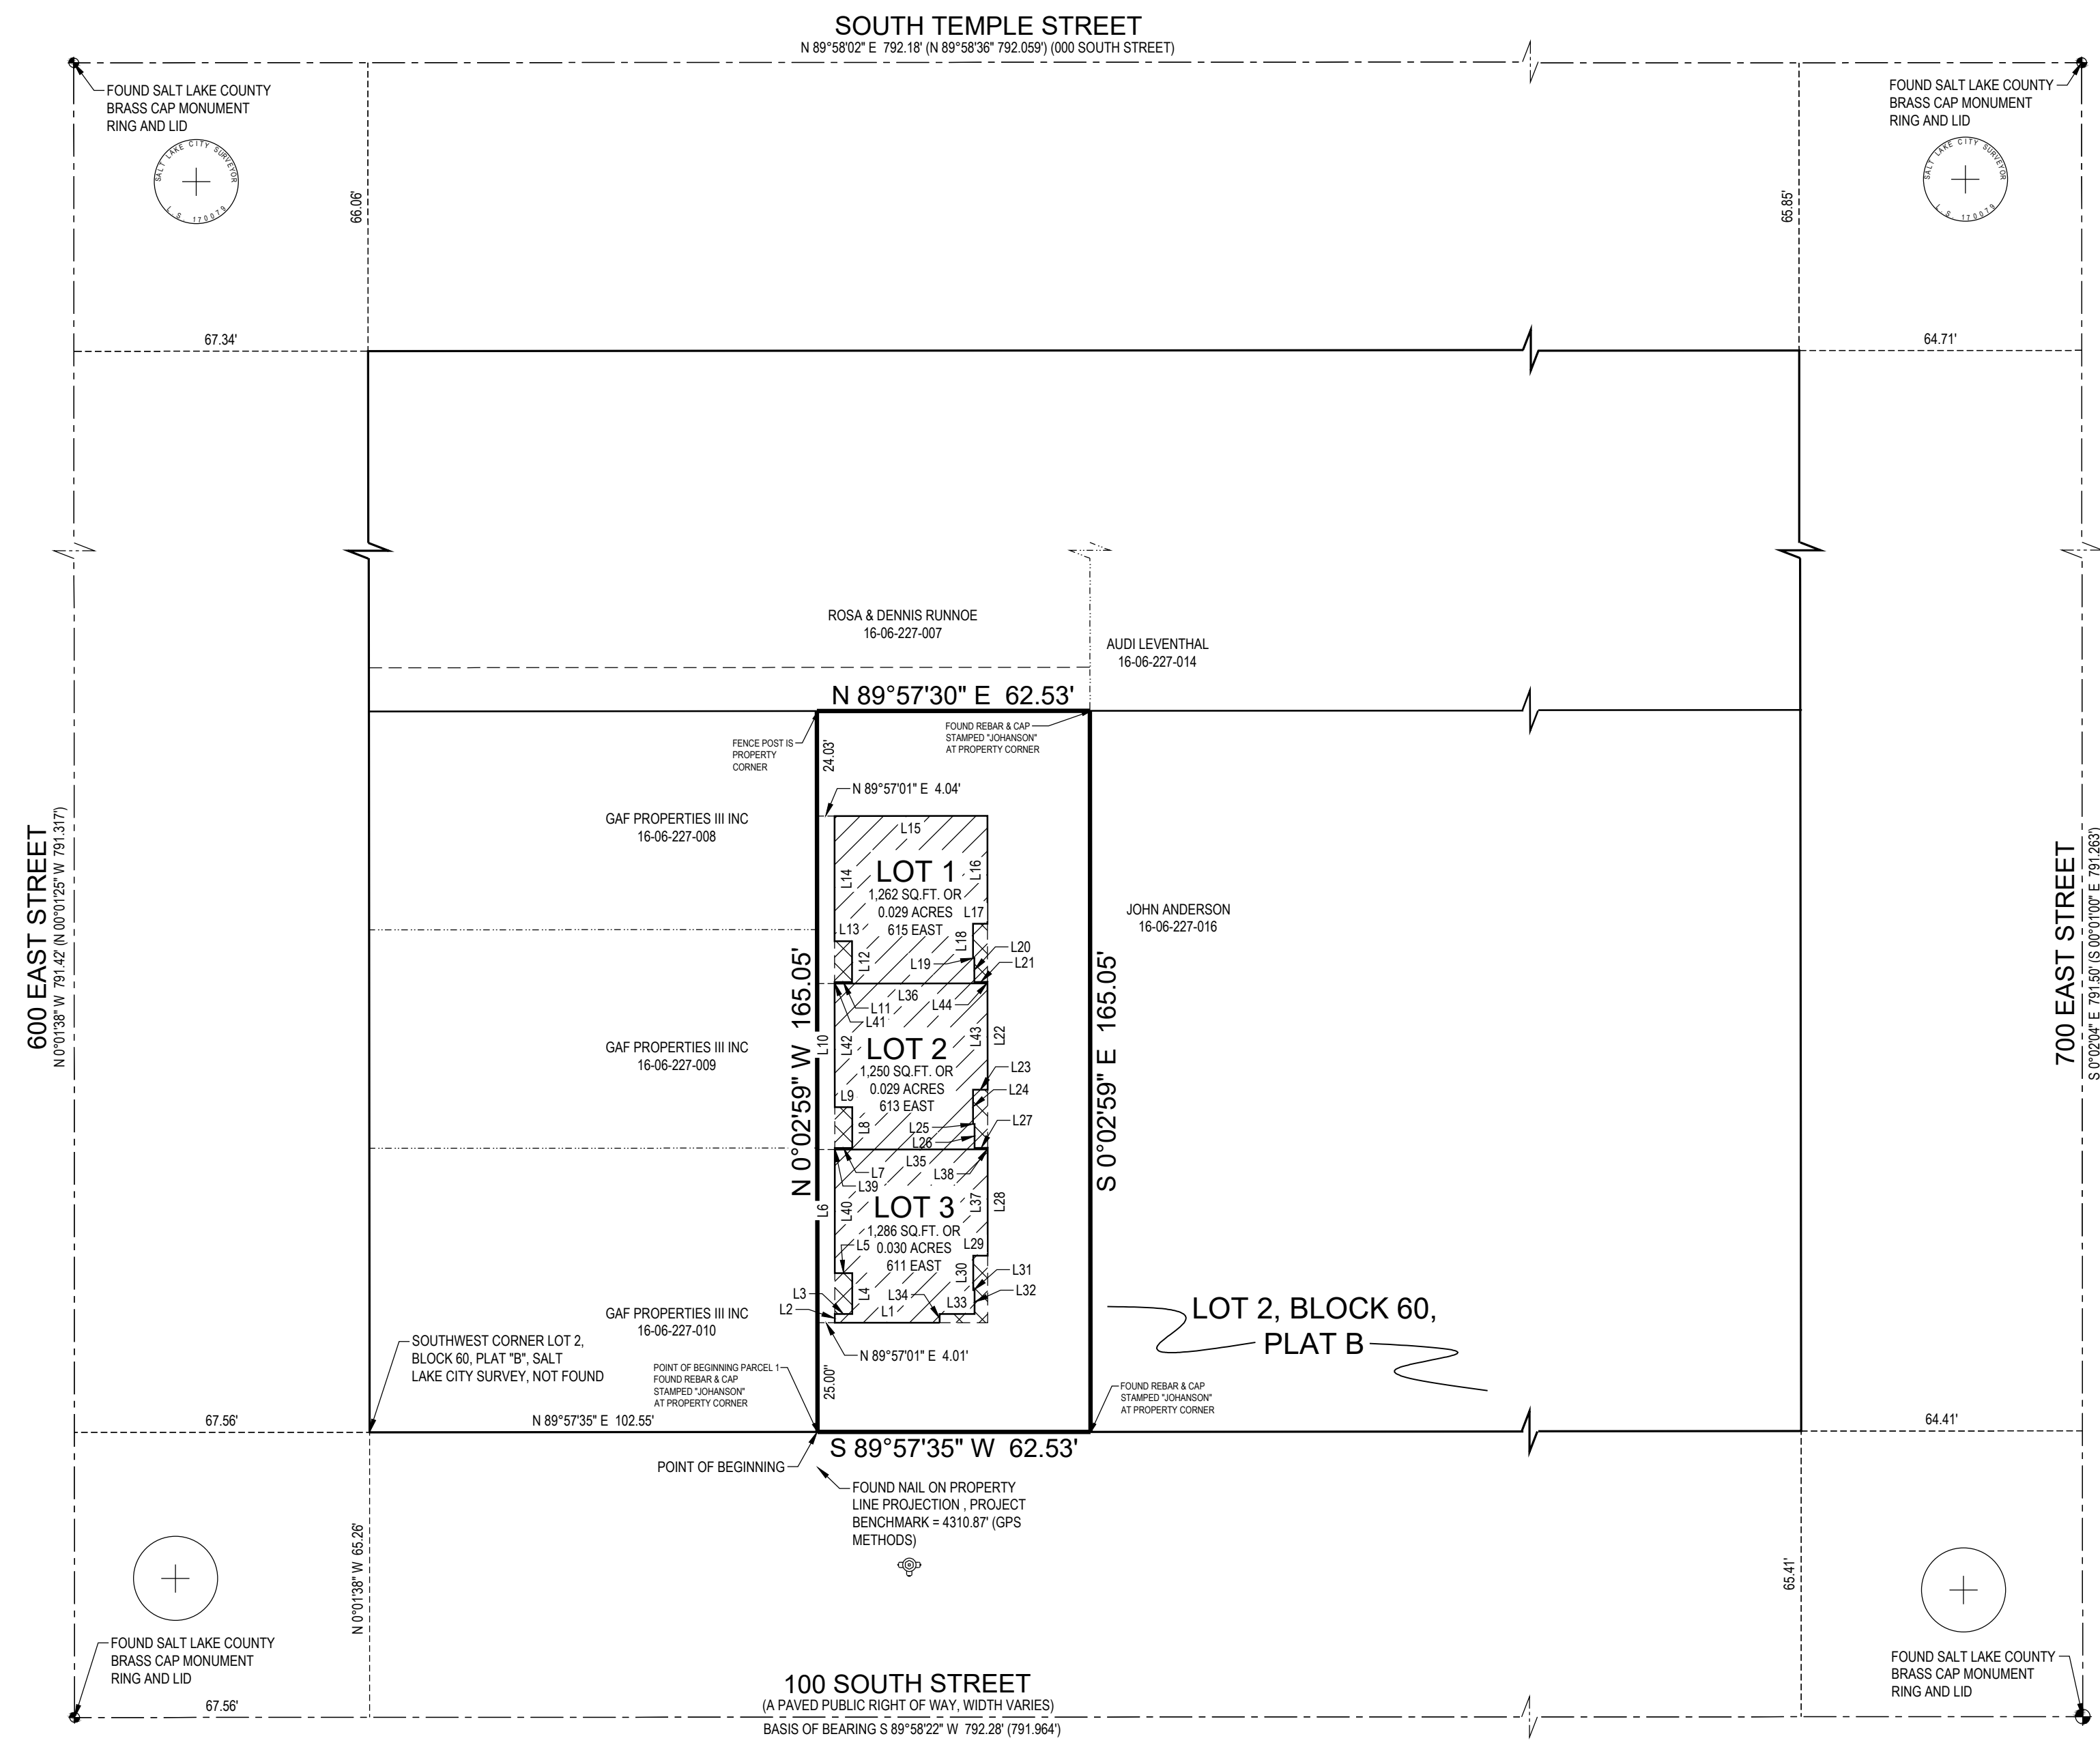 SOUTH TEMPLE STREET
N 89°58'02" E 792.18' (N 89°58'36" 792.059') (000 SOUTH STREET)
FOUND SALT LAKE COUNTY
BRASS CAP MONUMENT
RING AND LID
SALT LAKE CITY SURVEYOR
L.S. 170079
FOUND SALT LAKE COUNTY
BRASS CAP MONUMENT
RING AND LID
SALT LAKE CITY SURVEYOR
L.S. 170079
66.06'
65.85'
67.34'
64.71'
ROSA & DENNIS RUNNOE
16-06-227-007
AUDI LEVENTHAL
16-06-227-014
N 89°57'30" E 62.53'
FENCE POST IS
PROPERTY
CORNER
24.03'
FOUND REBAR & CAP
STAMPED "JOHANSON"
AT PROPERTY CORNER
N 89°57'01" E 4.04'
GAF PROPERTIES III INC
16-06-227-008
L15
L14
LOT 1
L16
1,262 SQ.FT. OR
0.029 ACRES
615 EAST
L17
L13
L12
L18
L19
L20
L21
JOHN ANDERSON
16-06-227-016
600 EAST STREET
N 0°01'38" W 791.42' (N 00°01'25" W 791.317')
700 EAST STREET
S 0°02'04" E 791.50' (S 00°01'00" E 791.263')
N 0°02'59" W 165.05'
S 0°02'59" E 165.05'
L36
L11
L44
L41
GAF PROPERTIES III INC
16-06-227-009
L10
L42
LOT 2
L43
L22
1,250 SQ.FT. OR
0.029 ACRES
613 EAST
L23
L24
L9
L8
L25
L26
L27
L35
L7
L38
L39
L6
L40
LOT 3
L37
L28
1,286 SQ.FT. OR
0.030 ACRES
611 EAST
L5
L29
L30
L31
L32
L3
L4
L34
L33
L2
L1
GAF PROPERTIES III INC
16-06-227-010
N 89°57'01" E 4.01'
LOT 2, BLOCK 60,
PLAT B
SOUTHWEST CORNER LOT 2,
BLOCK 60, PLAT "B", SALT
LAKE CITY SURVEY, NOT FOUND
POINT OF BEGINNING PARCEL 1
FOUND REBAR & CAP
STAMPED "JOHANSON"
AT PROPERTY CORNER
25.00"
FOUND REBAR & CAP
STAMPED "JOHANSON"
AT PROPERTY CORNER
67.56'
N 89°57'35" E 102.55'
64.41'
S 89°57'35" W 62.53'
POINT OF BEGINNING
FOUND NAIL ON PROPERTY
LINE PROJECTION , PROJECT
BENCHMARK = 4310.87' (GPS
METHODS)
N 0°01'38" W 65.26'
65.41'
FOUND SALT LAKE COUNTY
BRASS CAP MONUMENT
RING AND LID
FOUND SALT LAKE COUNTY
BRASS CAP MONUMENT
RING AND LID
67.56'
100 SOUTH STREET
(A PAVED PUBLIC RIGHT OF WAY, WIDTH VARIES)
BASIS OF BEARING S 89°58'22" W 792.28' (791.964')